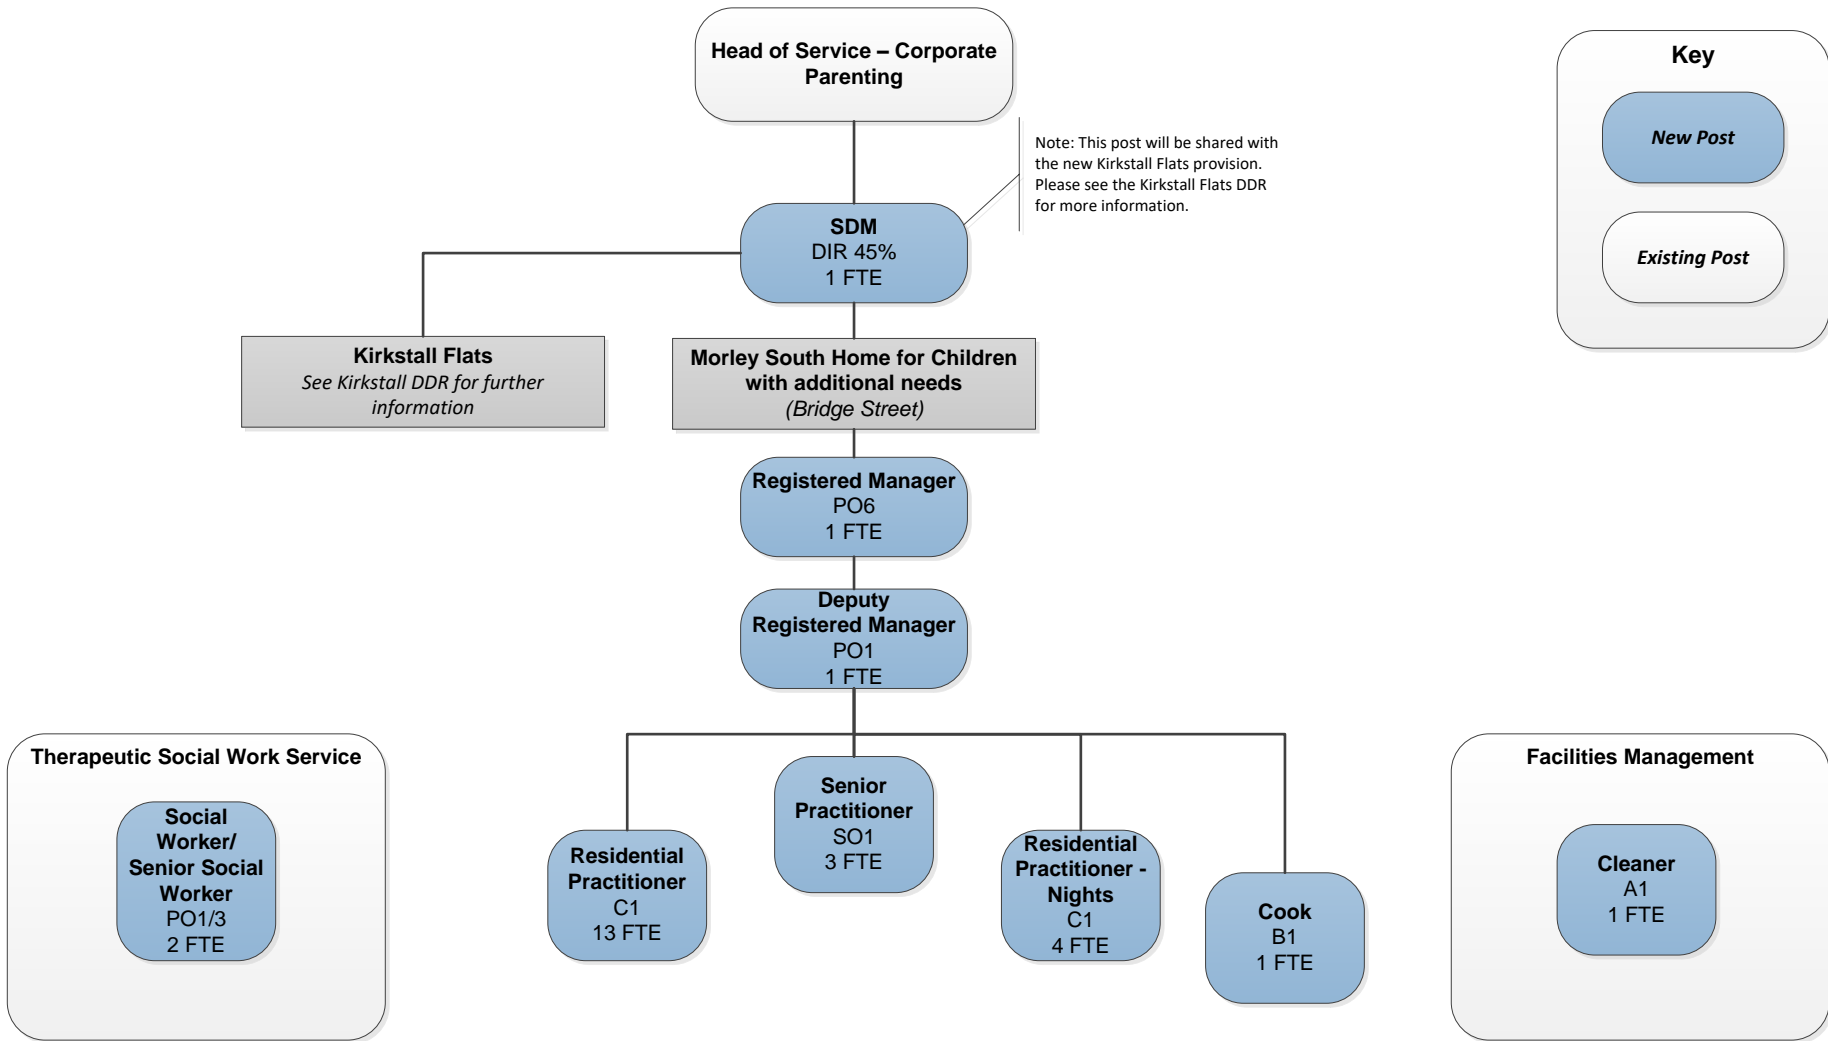 Head of Service – Corporate
Parenting
Key
New Post
Existing Post
Note: This post will be shared with
the new Kirkstall Flats provision.
Please see the Kirkstall Flats DDR
for more information.
SDM
DIR 45%
1 FTE
Kirkstall Flats
See Kirkstall DDR for further
information
Morley South Home for Children
with additional needs
(Bridge Street)
Registered Manager
PO6
1 FTE
Deputy
Registered Manager
PO1
1 FTE
Therapeutic Social Work Service
Social
Worker/
Senior Social
Worker
PO1/3
2 FTE
Residential
Practitioner
C1
13 FTE
Senior
Practitioner
SO1
3 FTE
Residential
Practitioner -
Nights
C1
4 FTE
Cook
B1
1 FTE
Facilities Management
Cleaner
A1
1 FTE